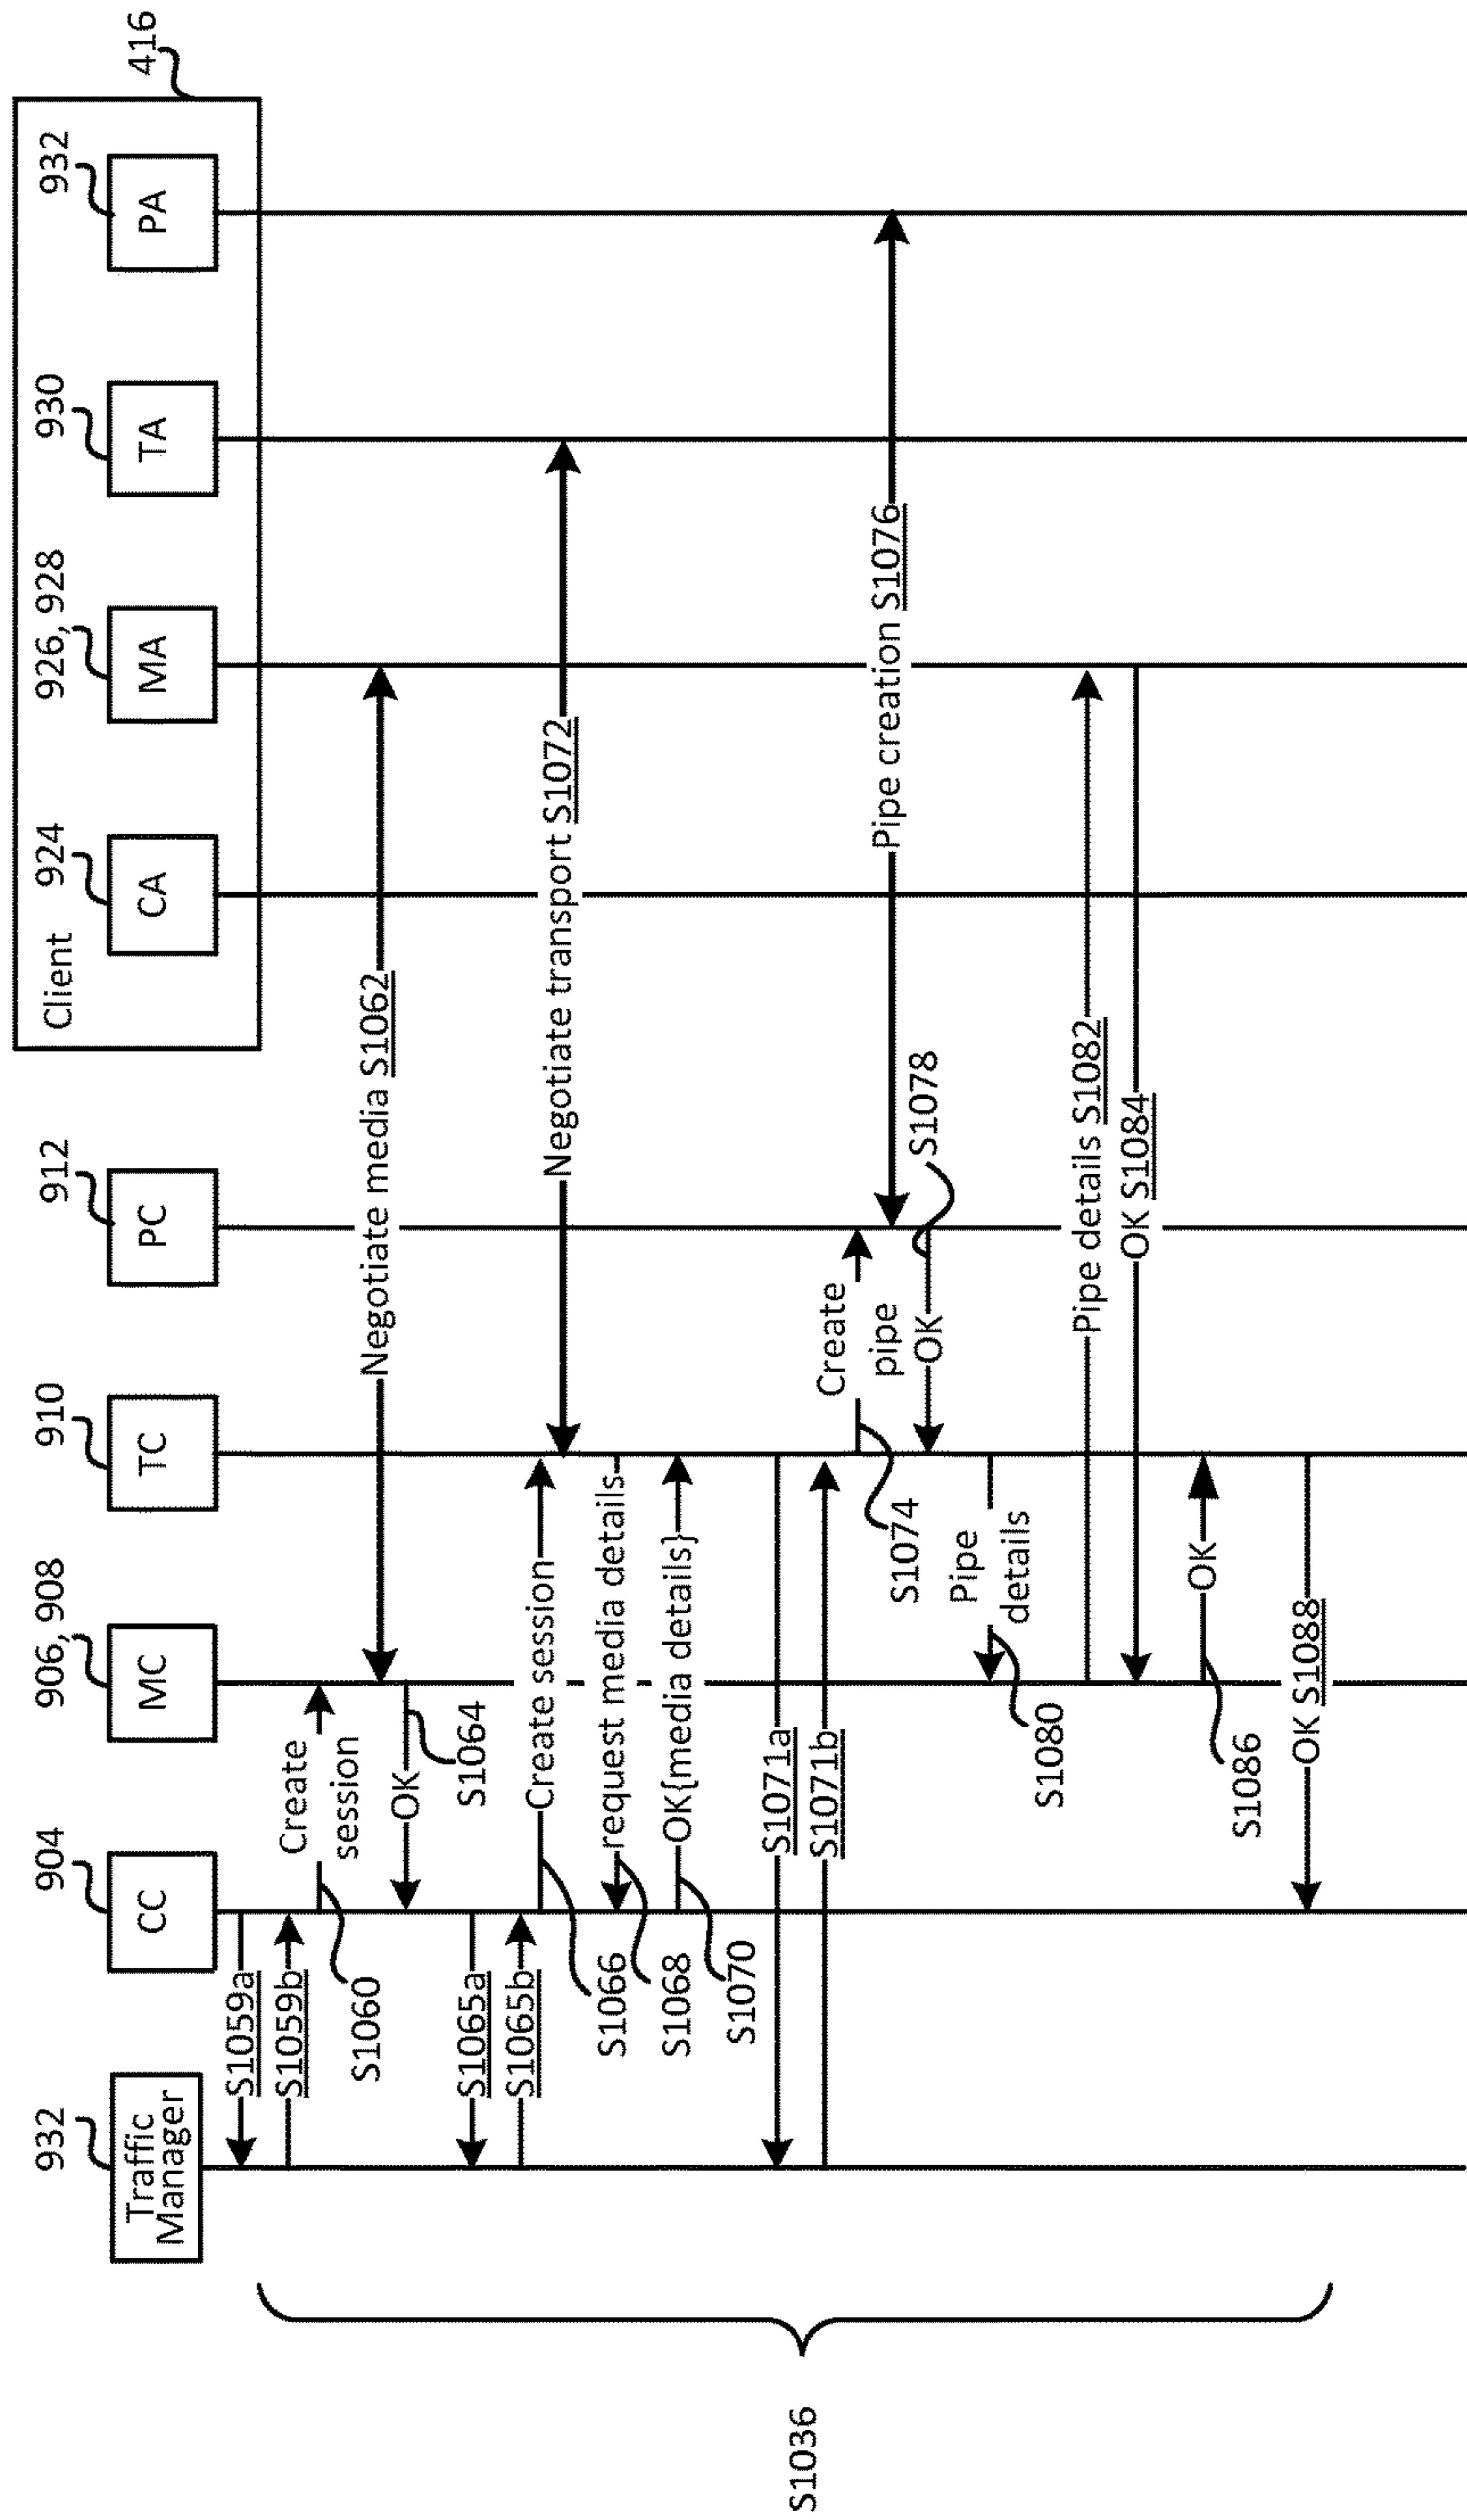 416
Client
932
Traffic
Manager
904
CC
906, 908
MC
910
TC
912
PC
924
CA
926, 928
MA
930
TA
932
PA
S1059a
S1059b
Create
session
S1060
Negotiate media S1062
OK
S1064
S1065a
S1065b
Create session
S1066
Negotiate transport S1072
request media details
S1068
OK{media details}
S1070
S1071a
S1071b
Create
pipe
S1074
Pipe creation S1076
OK
S1078
Pipe
details
S1080
Pipe details S1082
OK S1084
OK
S1086
OK S1088
S1036